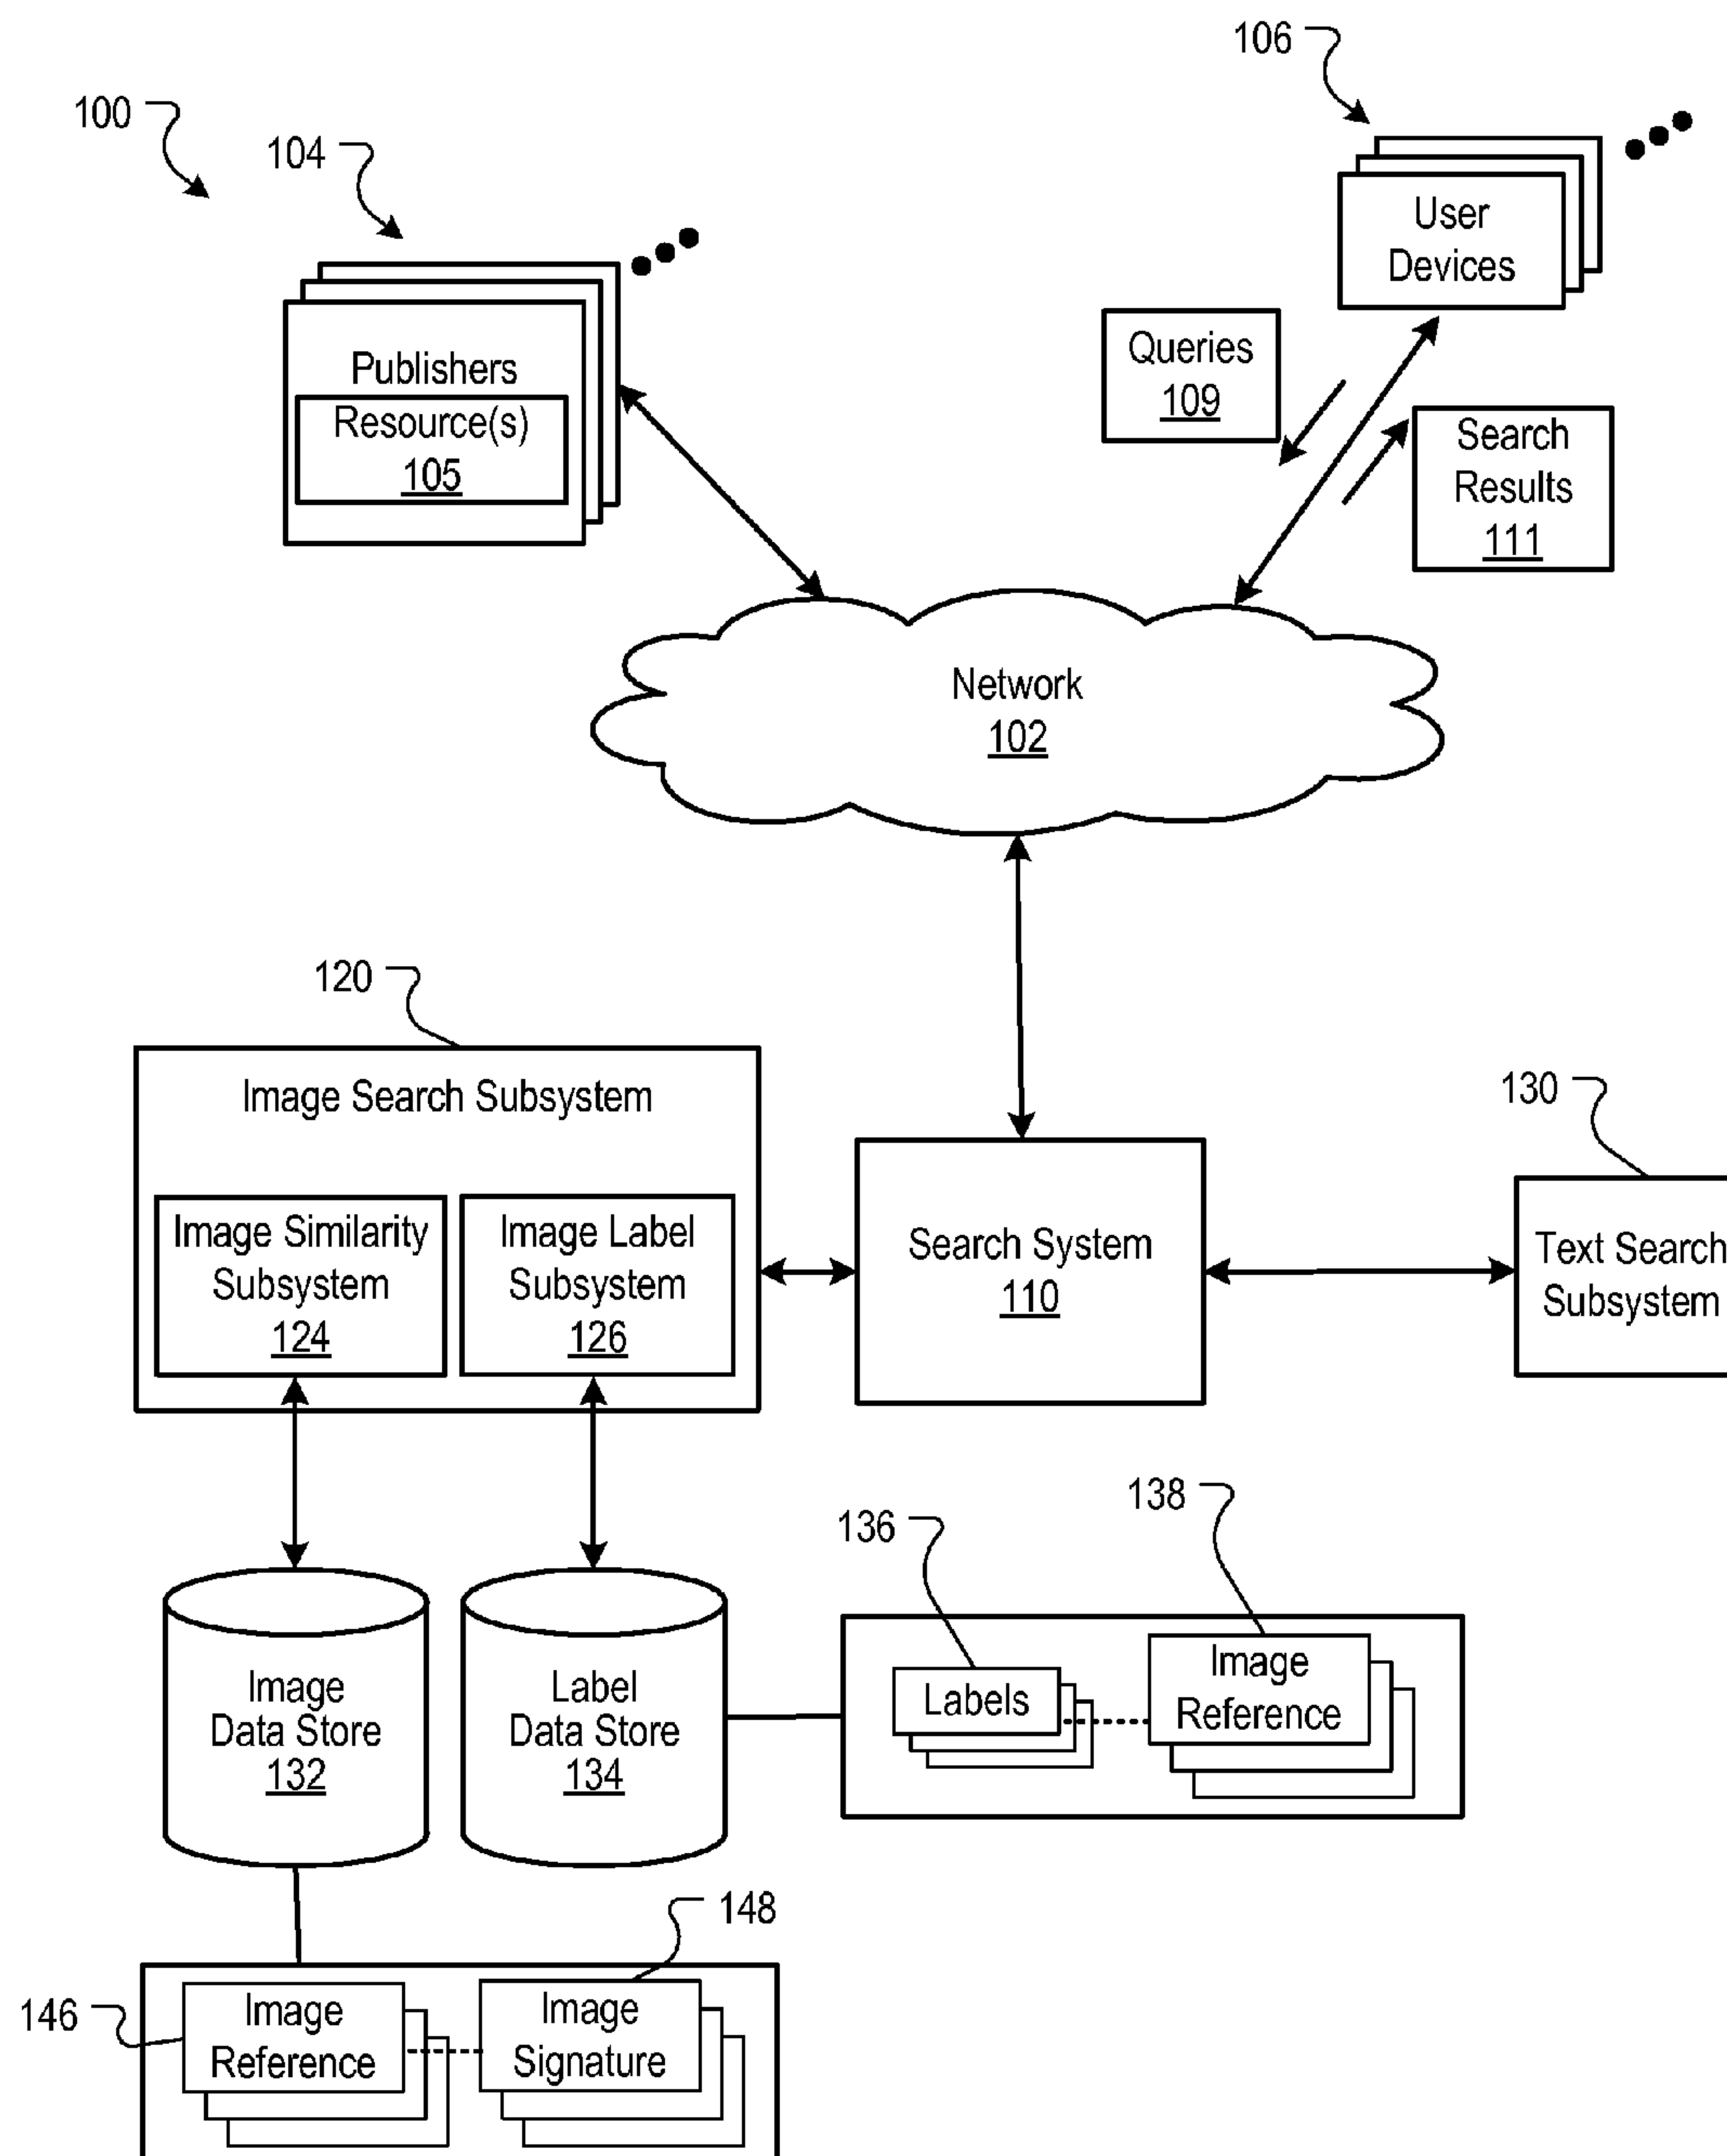 106
100
104
User
Devices
Queries
109
Publishers
Resource(s)
105
Search
Results
111
Network
102
120
Image Search Subsystem
130
Image Similarity
Subsystem
124
Image Label
Subsystem
126
Search System
110
Text Search
Subsystem
136
138
Image
Data Store
132
Label
Data Store
134
Labels
Image
Reference
148
146
Image
Reference
Image
Signature